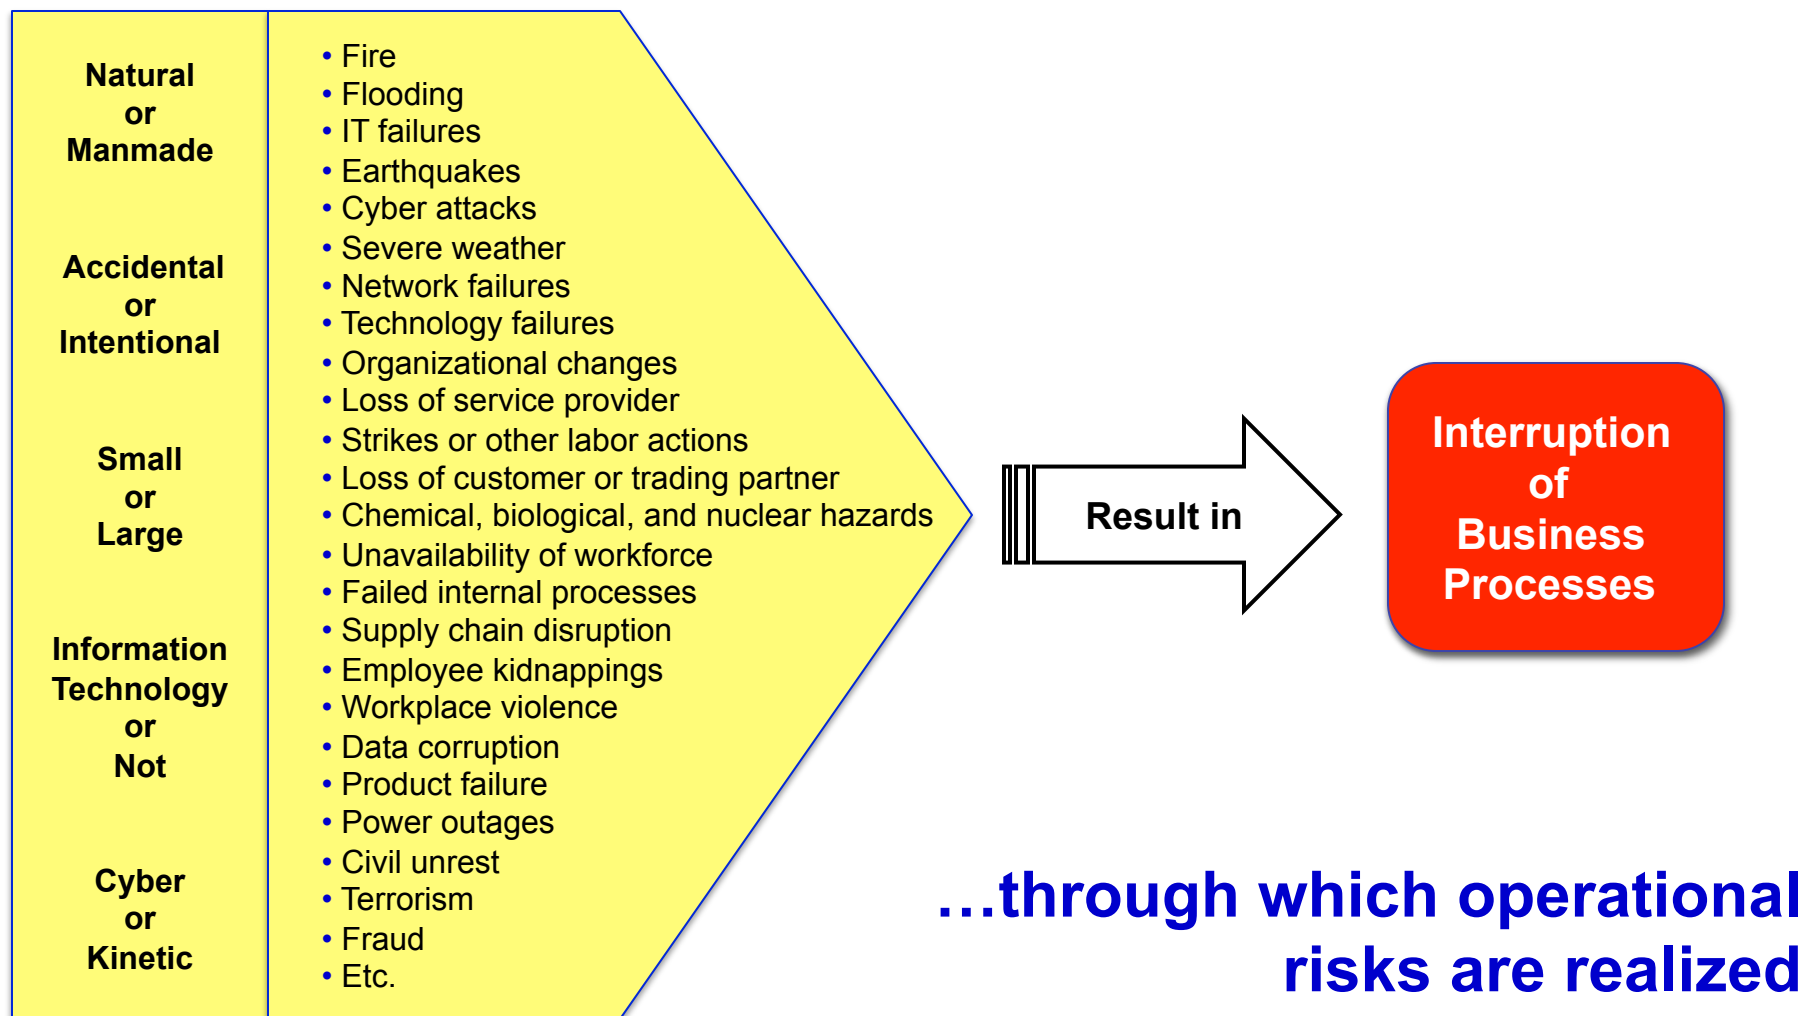 Natural
or
Manmade
Accidental
or
Intentional
Small
or
Large
Information
Technology
or
Not
Cyber
or
Kinetic
• Fire
• Flooding
• IT failures
• Earthquakes
• Cyber attacks
• Severe weather
• Network failures
• Technology failures
• Organizational changes
• Loss of service provider
• Strikes or other labor actions
• Loss of customer or trading partner
• Chemical, biological, and nuclear hazards
• Unavailability of workforce
• Failed internal processes
• Supply chain disruption
• Employee kidnappings
• Workplace violence
• Data corruption
• Product failure
• Power outages
• Civil unrest
• Terrorism
• Fraud
• Etc.
Result in
Interruption
of
Business
Processes
…through which operational
risks are realized